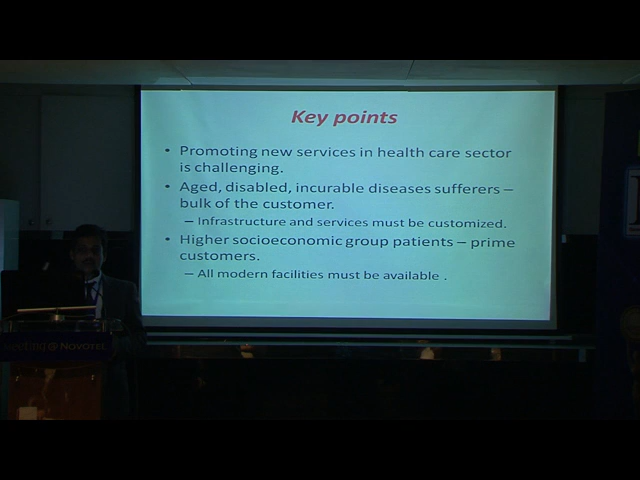 Key points
• Promoting new services in health care sector
is challenging.
• Aged, disabled, incurable diseases sufferers –
bulk of the customer.
– Infrastructure and services must be customized.
• Higher socioeconomic group patients – prime
customers.
– All modern facilities must be available .
@ NOVOTEL